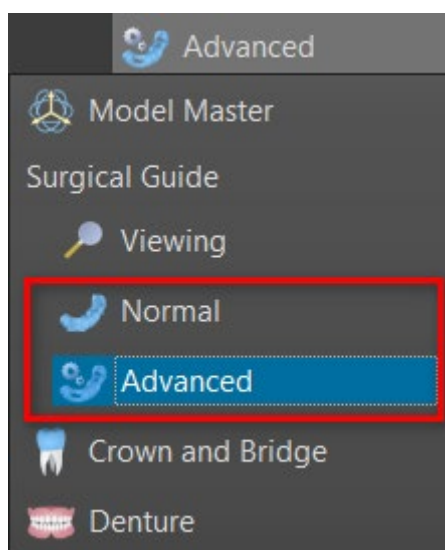 Advanced
Model Master
Surgical Guide
Viewing
Normal
Advanced
Crown and Bridge
Denture